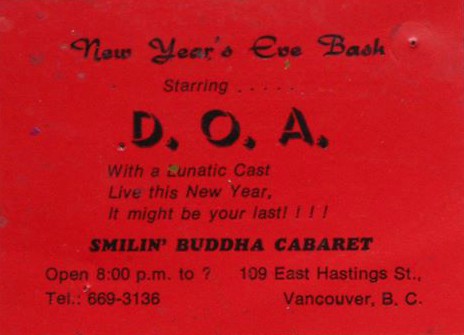 New Year's Eve Bash
Starring . . . . .
D. O. A.
With a Lunatic Cast
Live this New Year,
It might be your last! ! ! !
SMILIN' BUDDHA CABARET
Open 8:00 p.m. to ? 109 East Hastings St.,
Tel.: 669-3136 Vancouver, B. C.